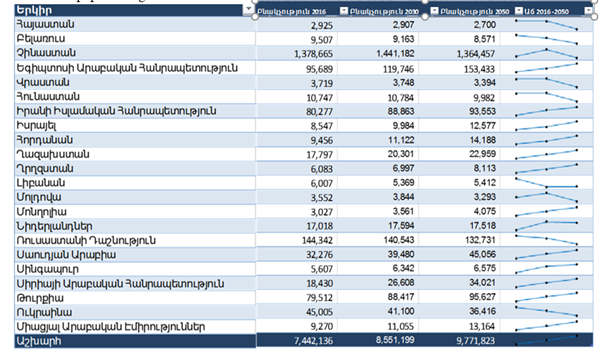 Երկիր Բնակչություն 2016 Բնակչություն 2030 Բնակչություն 2050 Աճ 2016-2050
Հայաստան 2,925 2,907 2,700
Բելառուս 9,507 9,163 8,571
Չինաստան 1,378,665 1,441,182 1,364,457
Եգիպտոսի Արաբական Հանրապետություն 95,689 119,746 153,433
Վրաստան 3,719 3,748 3,394
Հունաստան 10,747 10,784 9,982
Իրանի Իսլամական Հանրապետություն 80,277 88,863 93,553
Իսրայել 8,547 9,984 12,577
Հորդանան 9,456 11,122 14,188
Ղազախստան 17,797 20,301 22,959
Ղրղզստան 6,083 6,997 8,113
Լիբանան 6,007 5,369 5,412
Մոլդովա 3,552 3,844 3,293
Մոնղոլիա 3,027 3,561 4,075
Նիդերլանդներ 17,018 17,594 17,518
Ռուսաստանի Դաշնություն 144,342 140,543 132,731
Սաուդյան Արաբիա 32,276 39,480 45,056
Սինգապուր 5,607 6,342 6,575
Սիրիայի Արաբական Հանրապետություն 18,430 26,608 34,021
Թուրքիա 79,512 88,417 95,627
Ուկրաինա 45,005 41,100 36,416
Միացյալ Արաբական Էմիրություններ 9,270 11,055 13,164
Աշխարհ 7,442,136 8,551,199 9,771,823